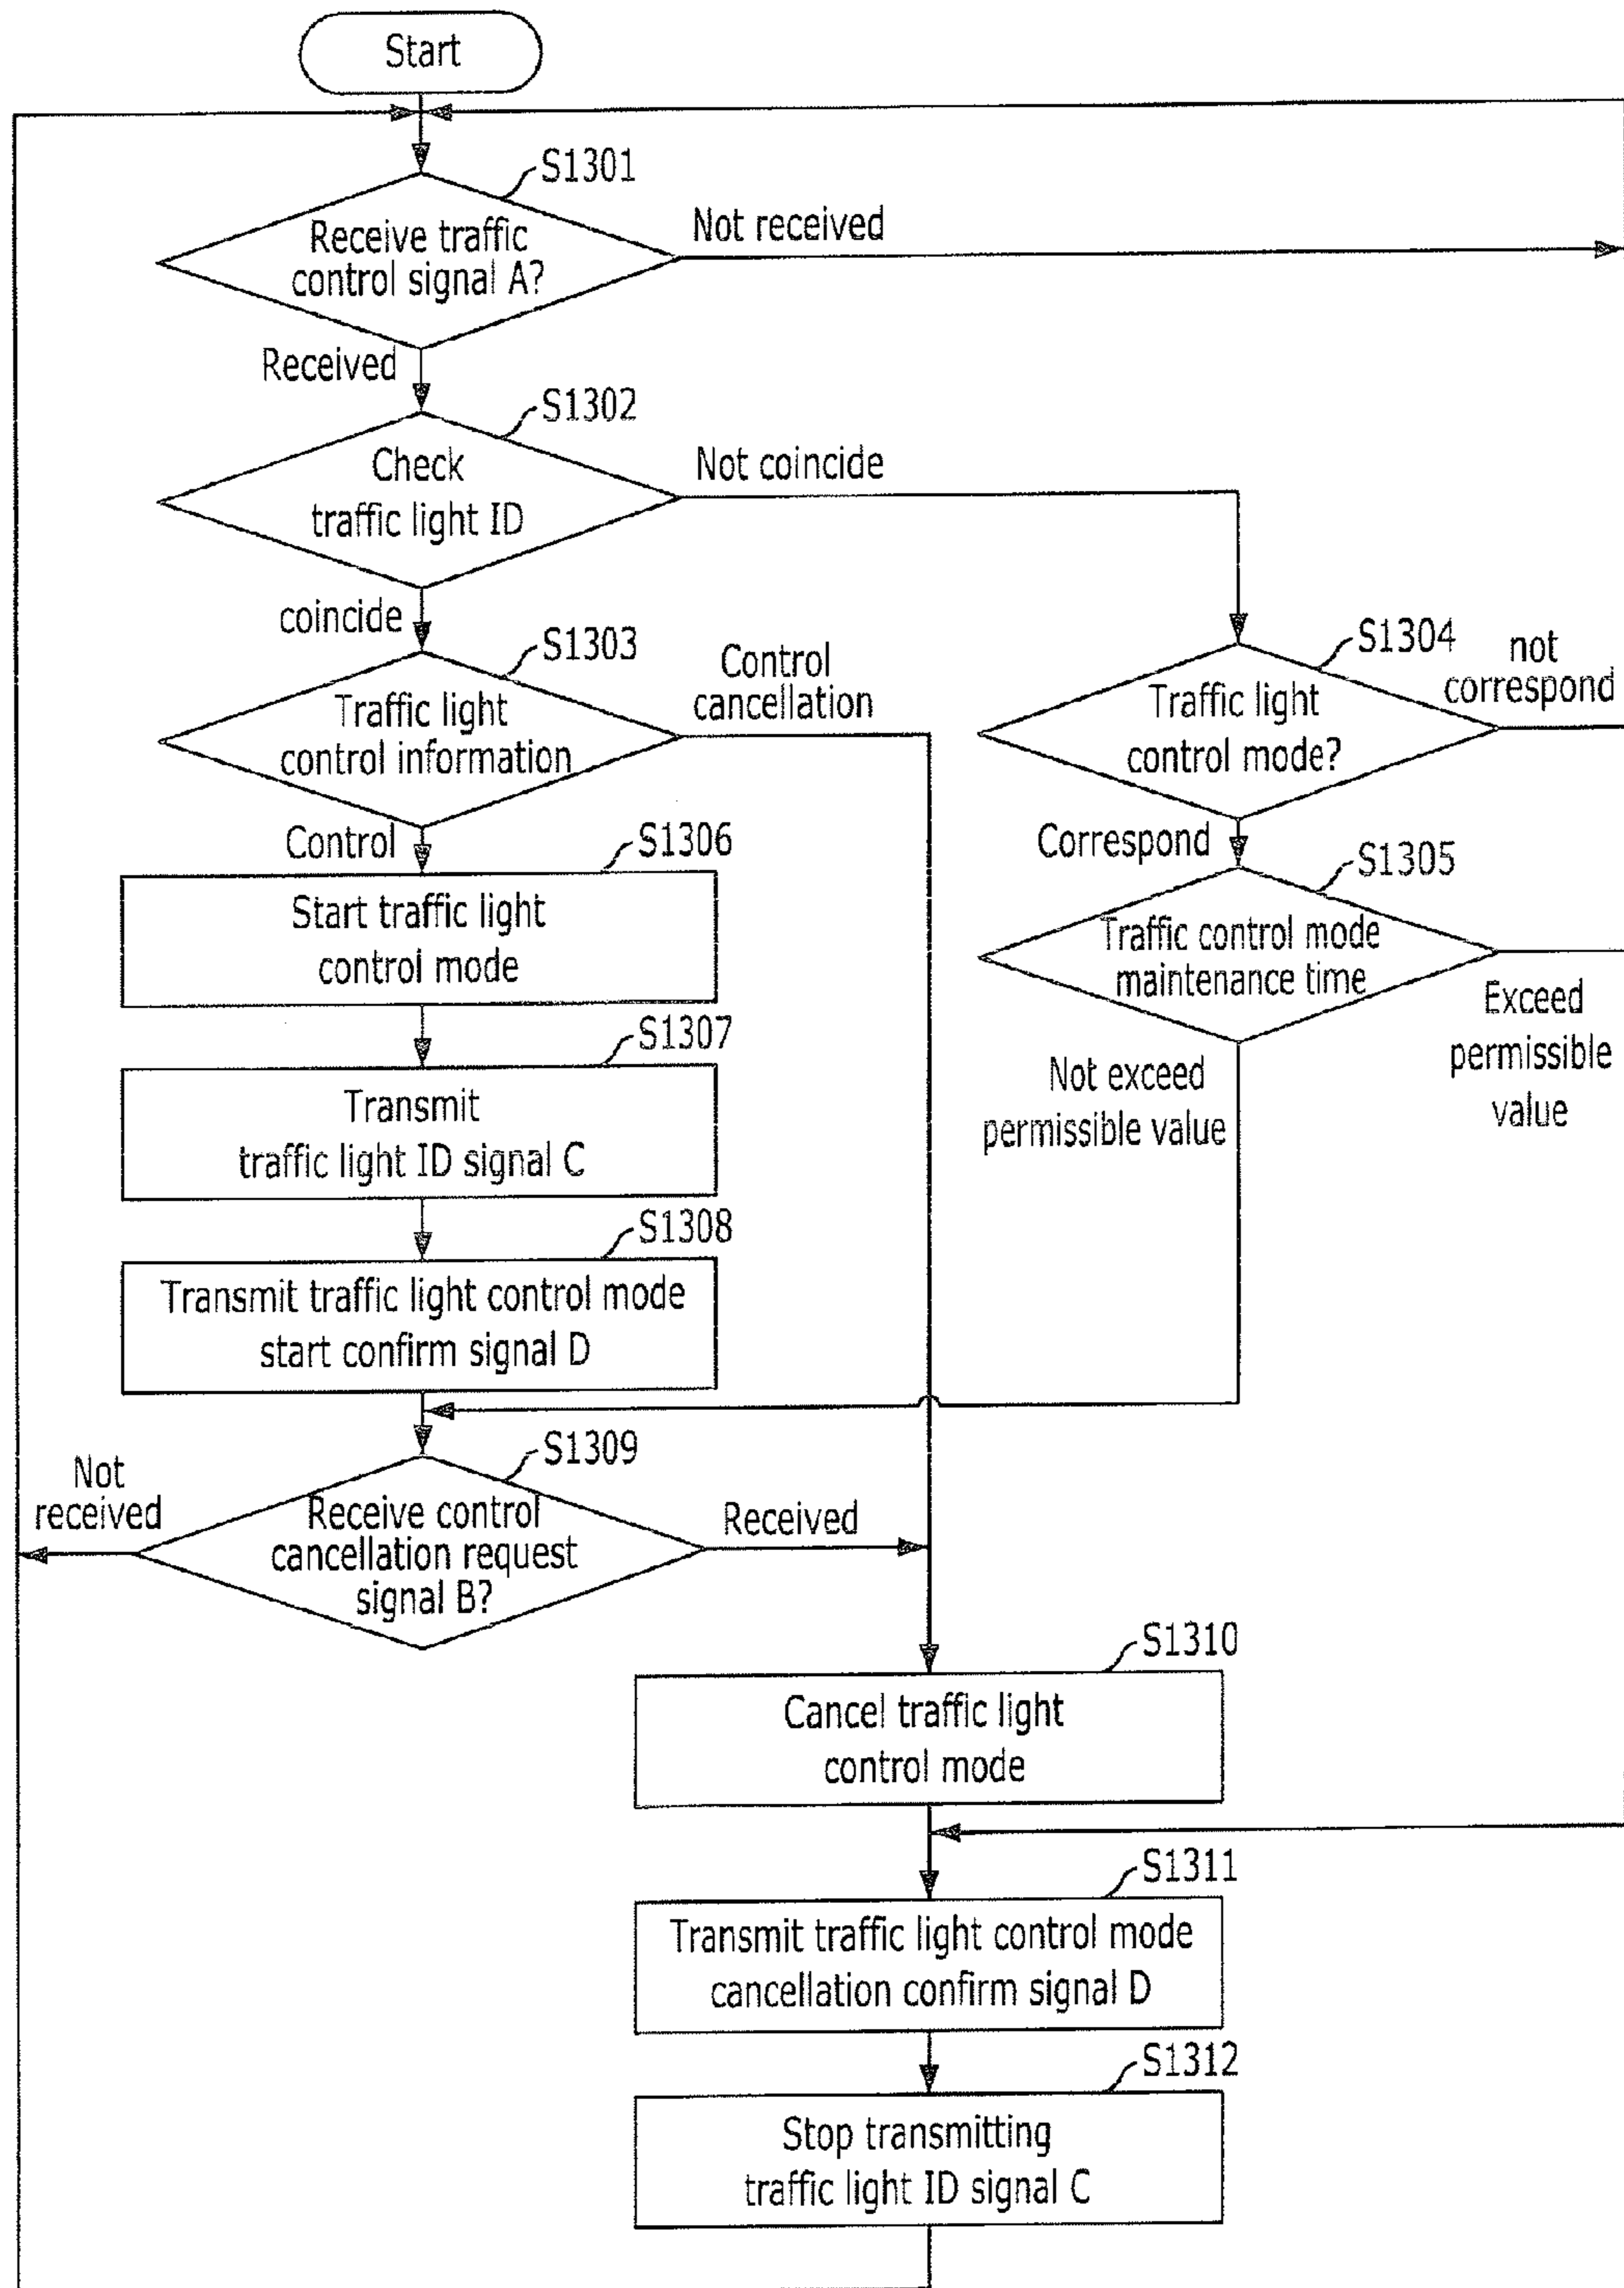 Start
S1301
Receive traffic
control signal A?
Not received
Received
S1302
Check
traffic light ID
Not coincide
coincide
S1303
Traffic light
control information
Control
cancellation
S1304
Traffic light
control mode?
not
correspond
Control
Correspond
S1306
Start traffic light
control mode
S1305
Traffic control mode
maintenance time
Exceed
permissible
value
Not exceed
permissible value
S1307
Transmit
traffic light ID signal C
S1308
Transmit traffic light control mode
start confirm signal D
S1309
Not
received
Receive control
cancellation request
signal B?
Received
S1310
Cancel traffic light
control mode
S1311
Transmit traffic light control mode
cancellation confirm signal D
S1312
Stop transmitting
traffic light ID signal C